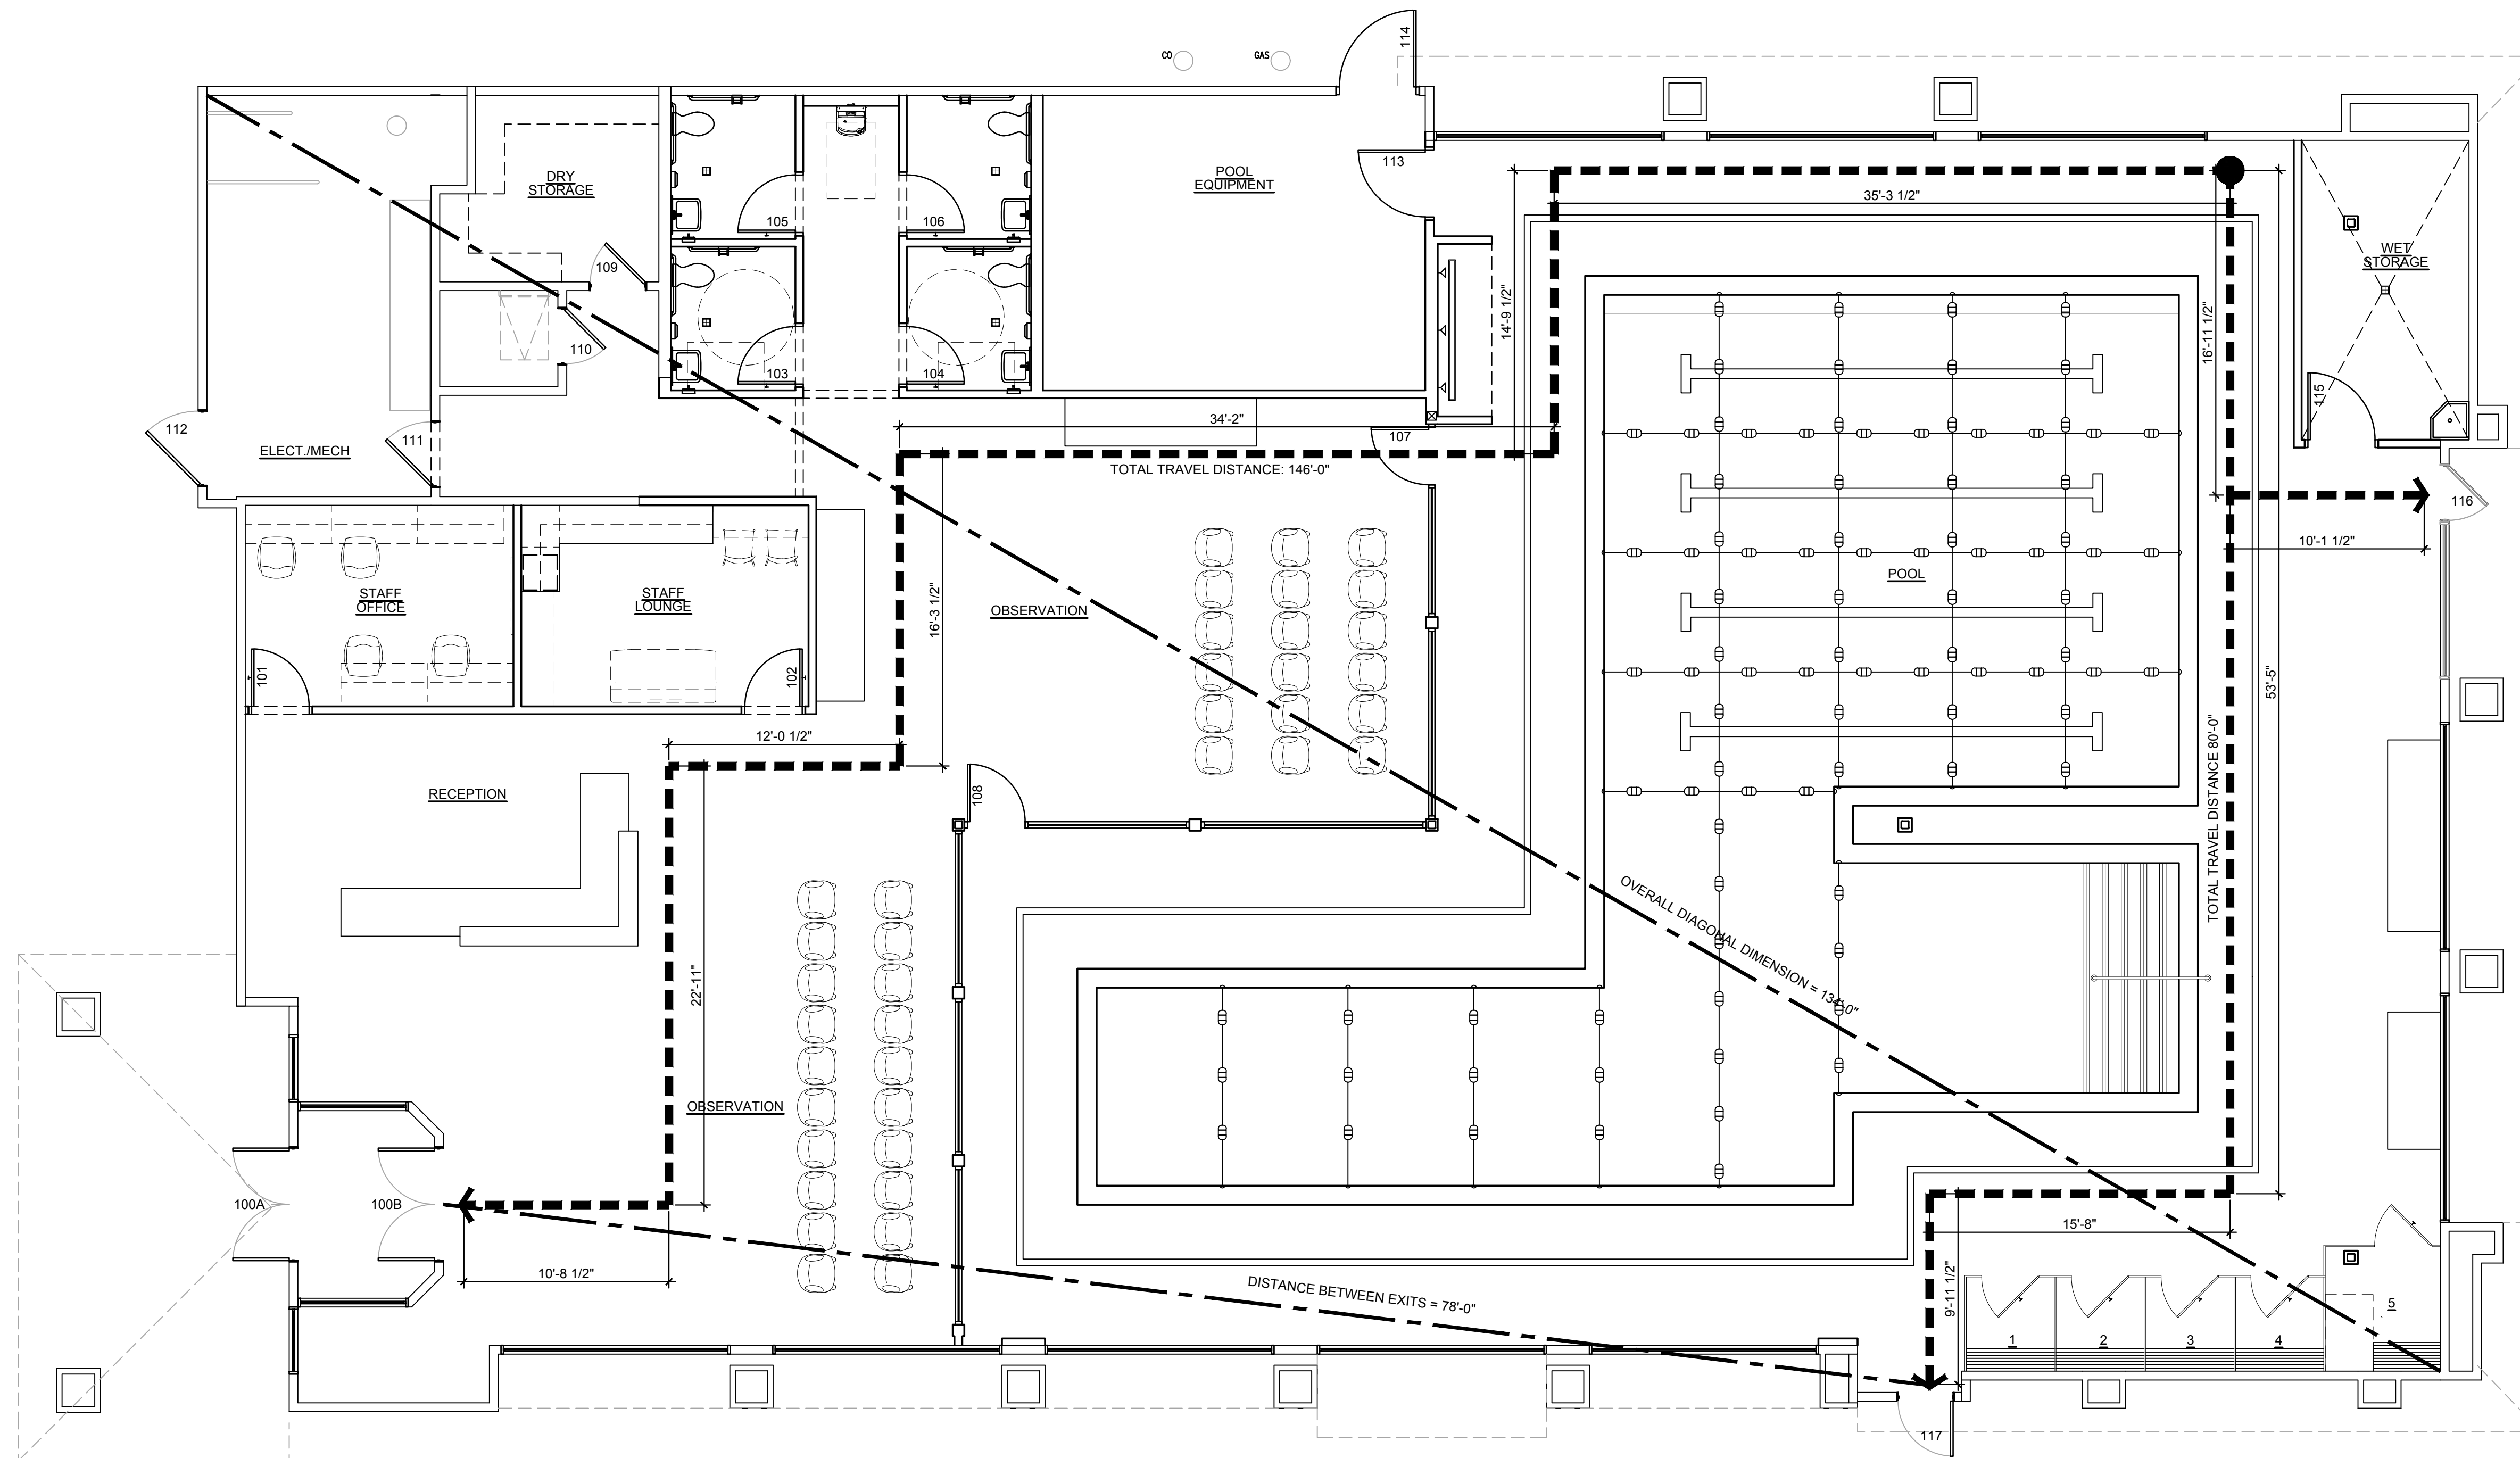 CO
GAS
114
DRY
STORAGE
105
106
POOL
EQUIPMENT
113
35'-3 1/2"
WET
STORAGE
109
110
103
104
14'-9 1/2"
16'-11 1/2"
115
112
111
ELECT./MECH
34'-2"
107
TOTAL TRAVEL DISTANCE: 146'-0"
116
10'-1 1/2"
STAFF
OFFICE
STAFF
LOUNGE
16'-3 1/2"
OBSERVATION
POOL
101
102
53'-5"
12'-0 1/2"
RECEPTION
108
TOTAL TRAVEL DISTANCE 80'-0"
OVERALL DIAGONAL DIMENSION = 134'-0"
22'-11"
OBSERVATION
100A
100B
10'-8 1/2"
DISTANCE BETWEEN EXITS = 78'-0"
15'-8"
9'-11 1/2"
1
2
3
4
5
117